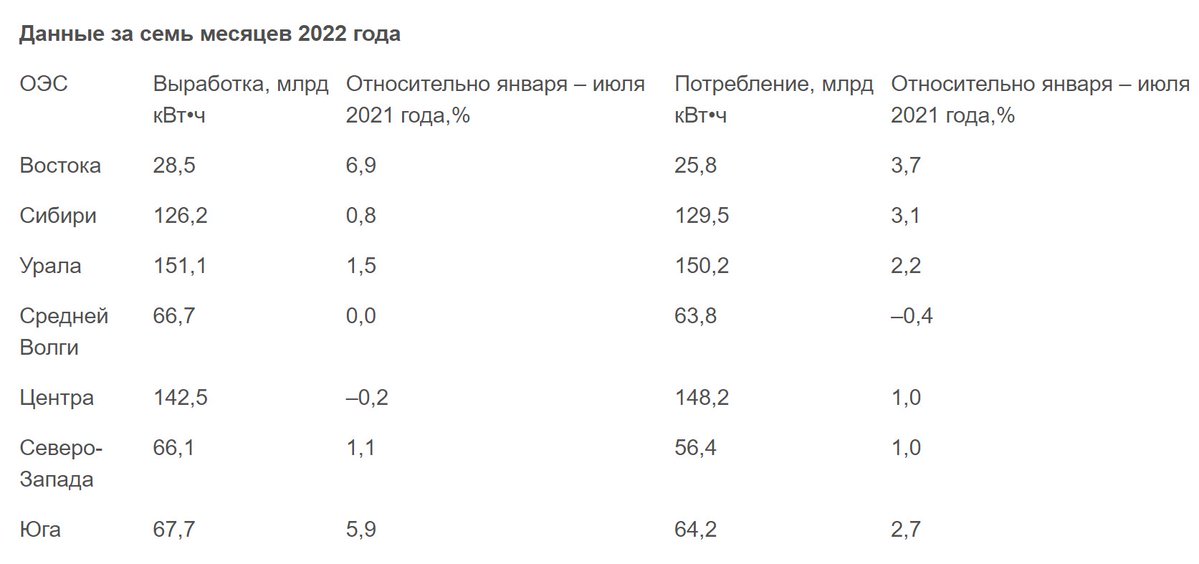 Данные за семь месяцев 2022 года
ОЭС Выработка, млрд Относительно января – июля Потребление, млрд Относительно января – июля
кВт•ч 2021 года,% кВт•ч 2021 года,%
Востока 28,5 6,9 25,8 3,7
Сибири 126,2 0,8 129,5 3,1
Урала 151,1 1,5 150,2 2,2
Средней 66,7 0,0 63,8 –0,4
Волги
Центра 142,5 –0,2 148,2 1,0
Северо- 66,1 1,1 56,4 1,0
Запада
Юга 67,7 5,9 64,2 2,7